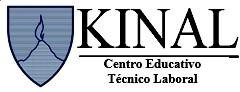 KINAL
Centro Educativo
Técnico Laboral